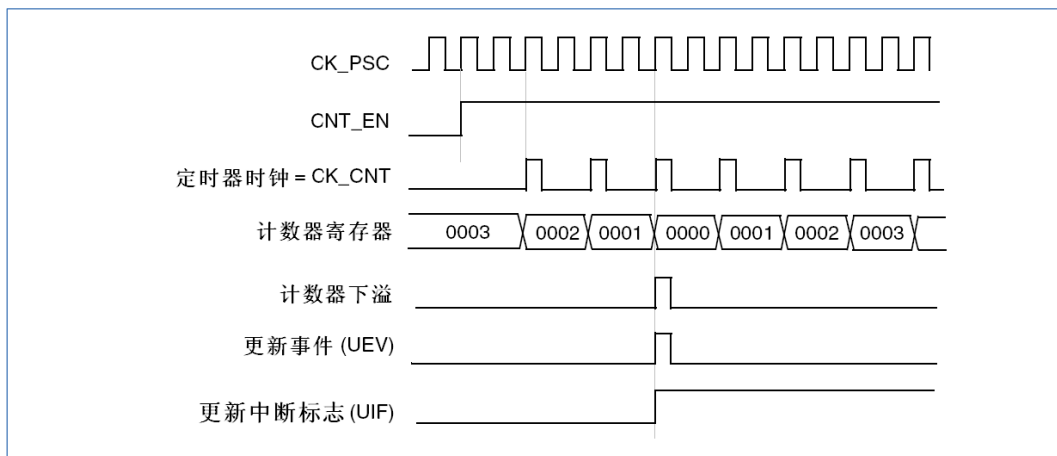 CK_PSC
CNT_EN
定时器时钟 = CK_CNT
计数器寄存器 0003 0002 0001 0000 0001 0002 0003
计数器下溢
更新事件 (UEV)
更新中断标志 (UIF)